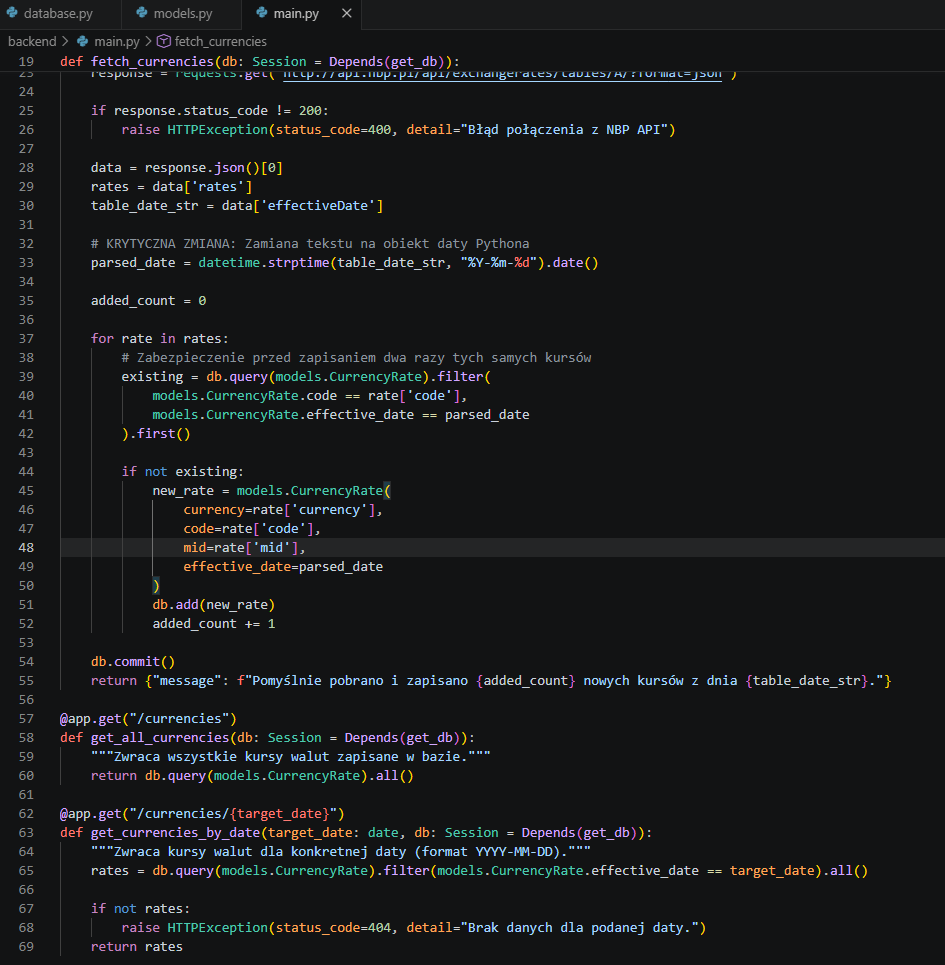 database.py models.py main.py ×
backend > main.py > fetch_currencies
19 def fetch_currencies(db: Session = Depends(get_db)):
23     response = requests.get("http://api.nbp.pl/api/exchangerates/tables/A/?format=json")
24
25     if response.status_code != 200:
26         raise HTTPException(status_code=400, detail="Błąd połączenia z NBP API")
27
28     data = response.json()[0]
29     rates = data['rates']
30     table_date_str = data['effectiveDate']
31
32     # KRYTYCZNA ZMIANA: Zamiana tekstu na obiekt daty Pythona
33     parsed_date = datetime.strptime(table_date_str, "%Y-%m-%d").date()
34
35     added_count = 0
36
37     for rate in rates:
38         # Zabezpieczenie przed zapisaniem dwa razy tych samych kursów
39         existing = db.query(models.CurrencyRate).filter(
40             models.CurrencyRate.code == rate['code'],
41             models.CurrencyRate.effective_date == parsed_date
42         ).first()
43
44         if not existing:
45             new_rate = models.CurrencyRate(
46                 currency=rate['currency'],
47                 code=rate['code'],
48                 mid=rate['mid'],
49                 effective_date=parsed_date
50             )
51             db.add(new_rate)
52             added_count += 1
53
54     db.commit()
55     return {"message": f"Pomyślnie pobrano i zapisano {added_count} nowych kursów z dnia {table_date_str}."}
56
57 @app.get("/currencies")
58 def get_all_currencies(db: Session = Depends(get_db)):
59     """Zwraca wszystkie kursy walut zapisane w bazie."""
60     return db.query(models.CurrencyRate).all()
61
62 @app.get("/currencies/{target_date}")
63 def get_currencies_by_date(target_date: date, db: Session = Depends(get_db)):
64     """Zwraca kursy walut dla konkretnej daty (format YYYY-MM-DD)."""
65     rates = db.query(models.CurrencyRate).filter(models.CurrencyRate.effective_date == target_date).all()
66
67     if not rates:
68         raise HTTPException(status_code=404, detail="Brak danych dla podanej daty.")
69     return rates